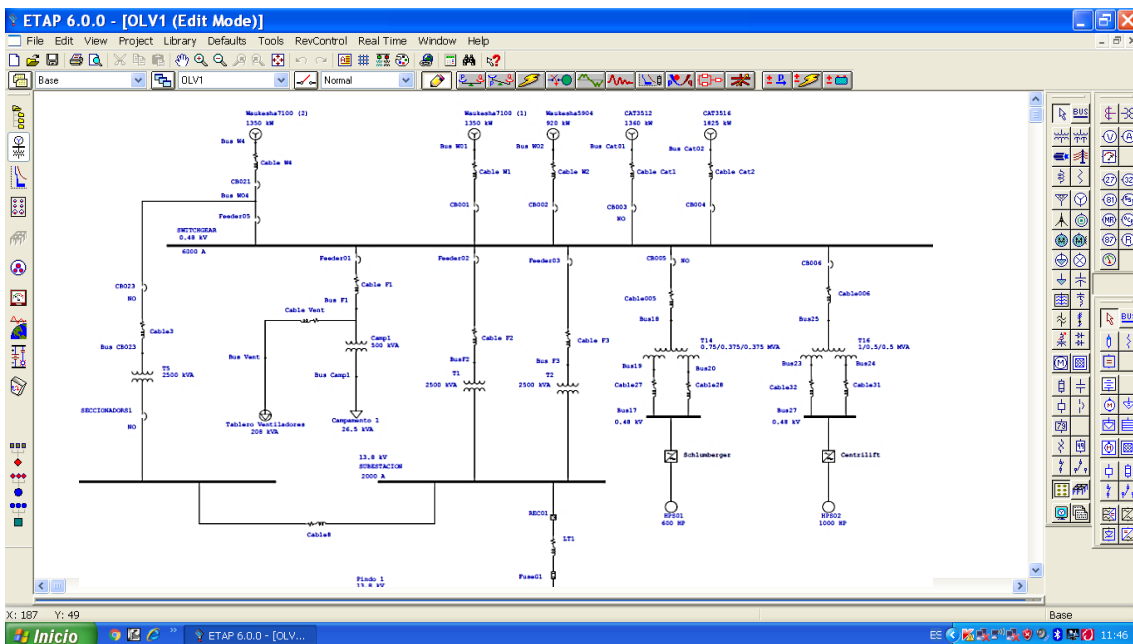 ETAP 6.0.0 - [OLV1 (Edit Mode)]
File Edit View Project Library Defaults Tools RevControl Real Time Window Help
Base OLV1 Normal
Waukesha7100 (2)
1350 kW
Waukesha7100 (1)
1350 kW
Waukesha5904
920 kW
CAT3512
1360 kW
CAT3516
1825 kW
Bus W4
Bus W01
Bus W02
Bus Cat01
Bus Cat02
Cable W4
Cable W1
Cable W2
Cable Cat1
Cable Cat2
CB021
Bus W04
CB001
CB002
CB003
NO
CB004
Feeder05
SWITCHGEAR
0.48 kV
6000 A
Feeder01
Feeder02
Feeder03
CB005
NO
CB006
CB023
NO
Cable F1
Bus F1
Cable Vent
Cable005
Bus18
Cable006
Bus25
Cable3
Bus CB023
Camp1
500 kVA
Cable F2
Cable F3
T14
0.75/0.375/0.375 MVA
T16
1/0.5/0.5 MVA
Bus Vent
BusF2
Bus F3
Bus19
Bus20
Bus23
Bus24
T5
2500 kVA
Bus Camp1
T1
2500 kVA
T2
2500 kVA
Cable27
Cable28
Cable32
Cable31
SECCIONADORS1
NO
Tablero Ventiladores
208 kVA
Campamento 1
26.5 kVA
Bus17
0.48 kV
Bus27
0.48 kV
13.8 kV
SUBESTACION
2000 A
Schlumberger
Centrilift
HPS01
600 HP
HPS02
1000 HP
REC01
Cable8
LT1
FuseG1
Pindo 1
13.8 kV
X: 187 Y: 49
Base
Inicio
ETAP 6.0.0 - [OLV...
ES
11:46